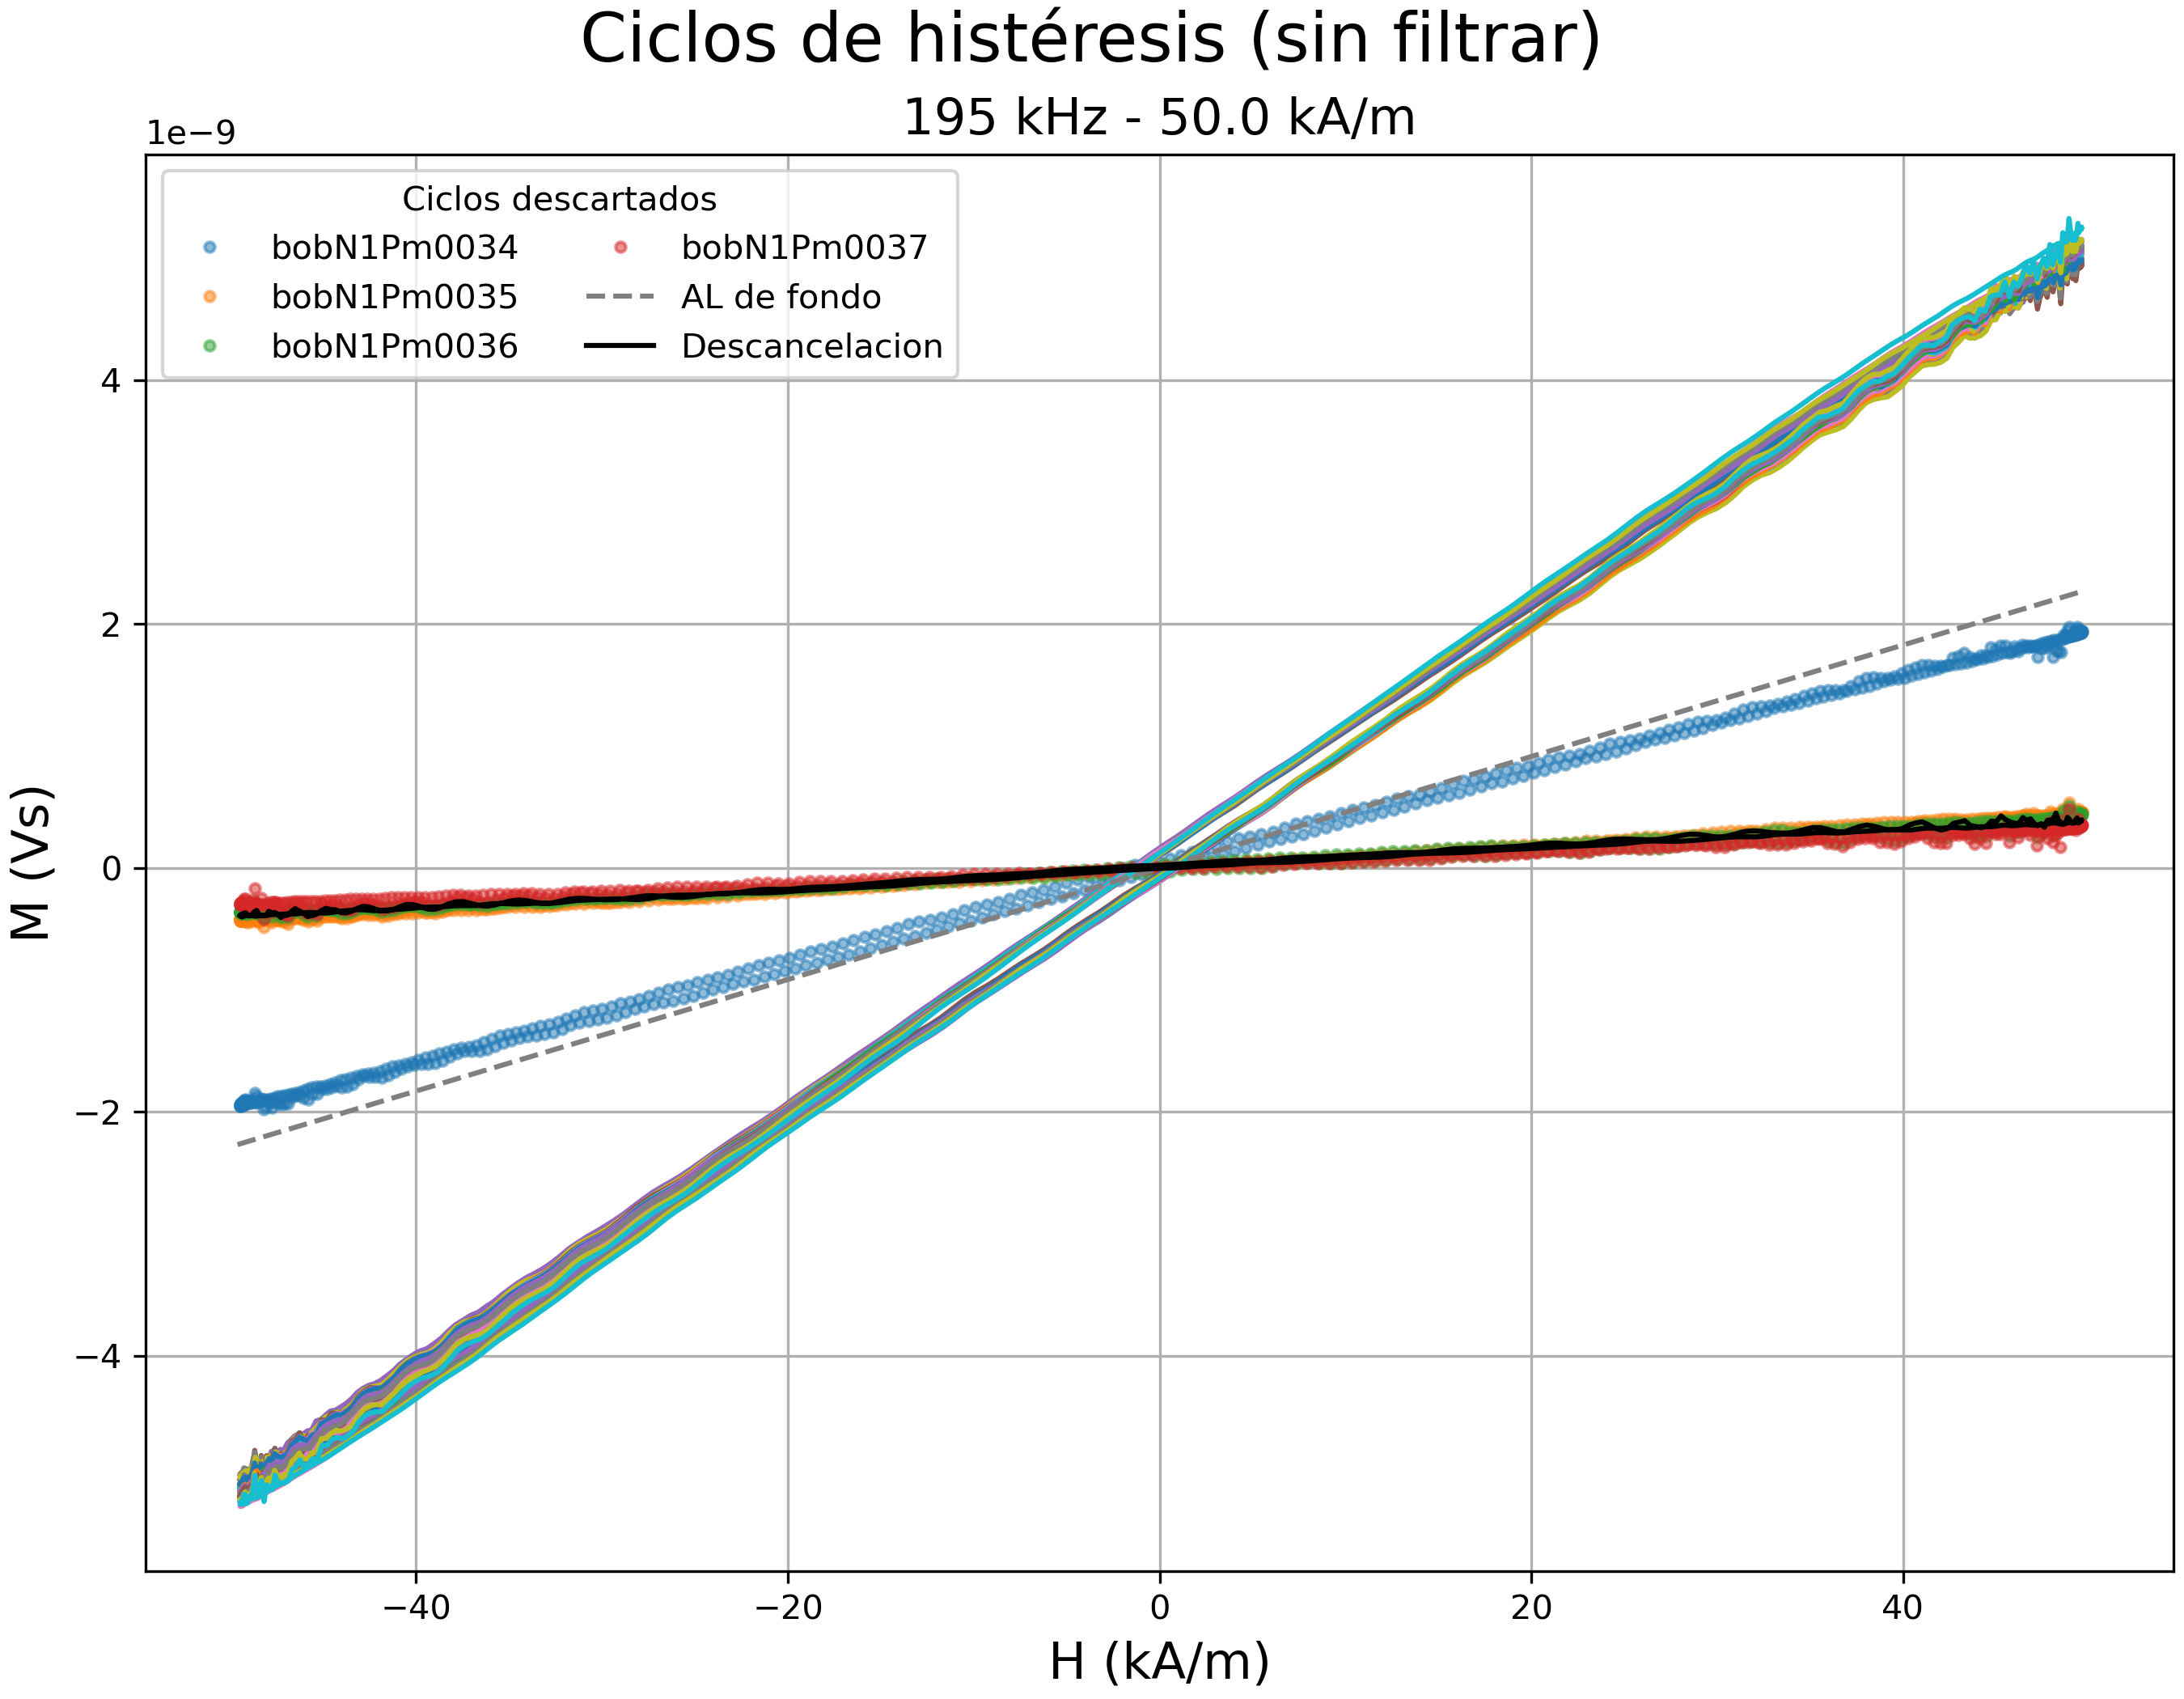 Ciclos de histéresis (sin filtrar)
195 kHz - 50.0 kA/m
1e−9
Ciclos descartados
bobN1Pm0034
bobN1Pm0035
bobN1Pm0036
bobN1Pm0037
AL de fondo
Descancelacion
4
2
0
−2
−4
M (Vs)
−40
−20
0
20
40
H (kA/m)